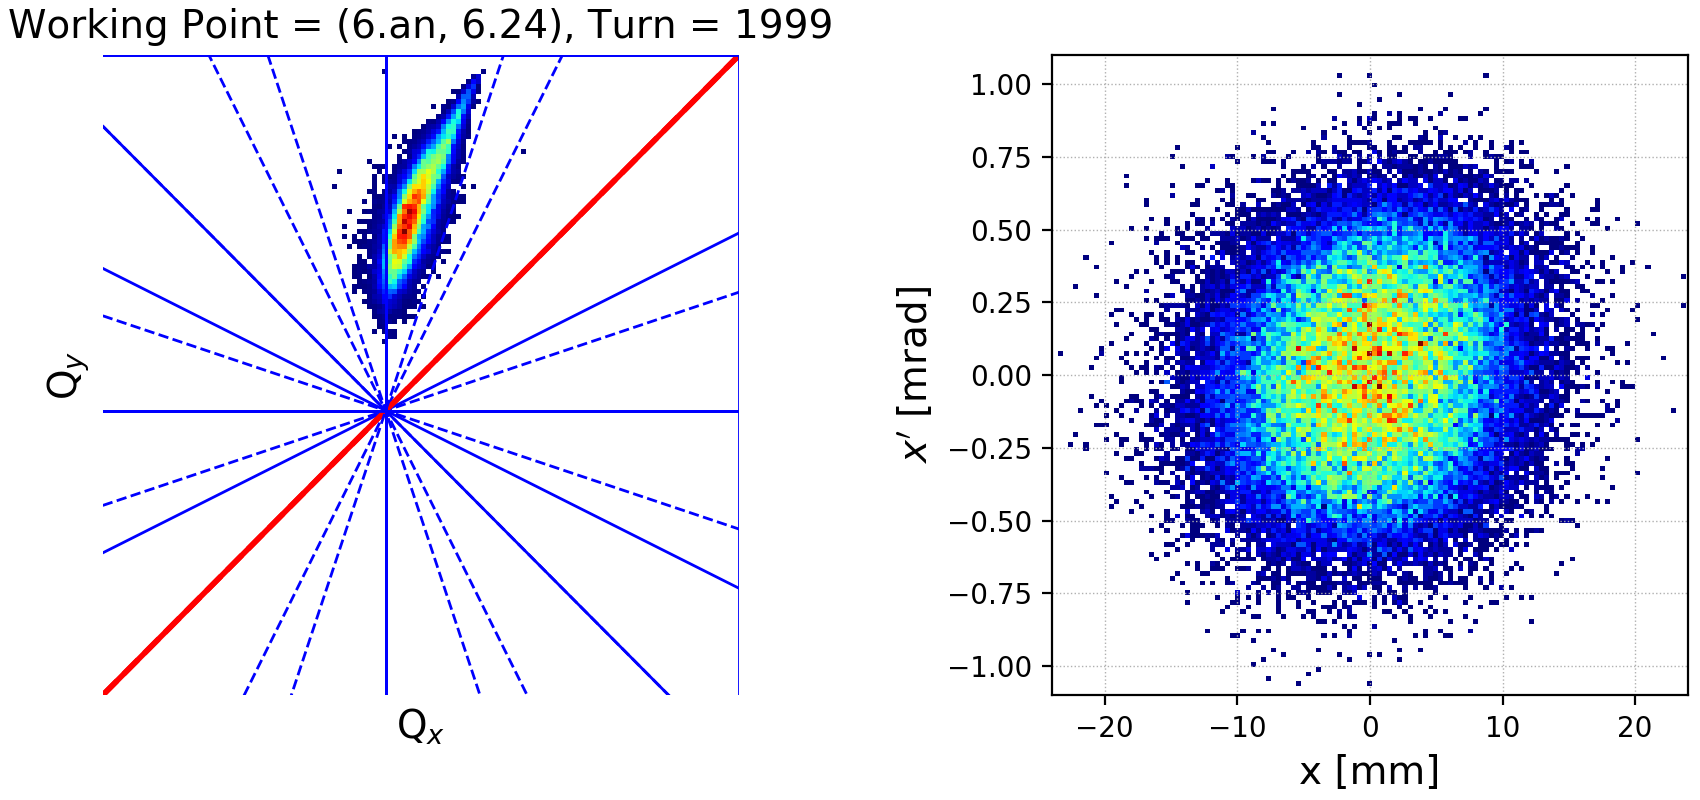 Working Point = (6.an, 6.24), Turn = 1999
Qy
Qx
1.00
0.75
0.50
0.25
0.00
−0.25
−0.50
−0.75
−1.00
x′ [mrad]
−20
−10
0
10
20
x [mm]